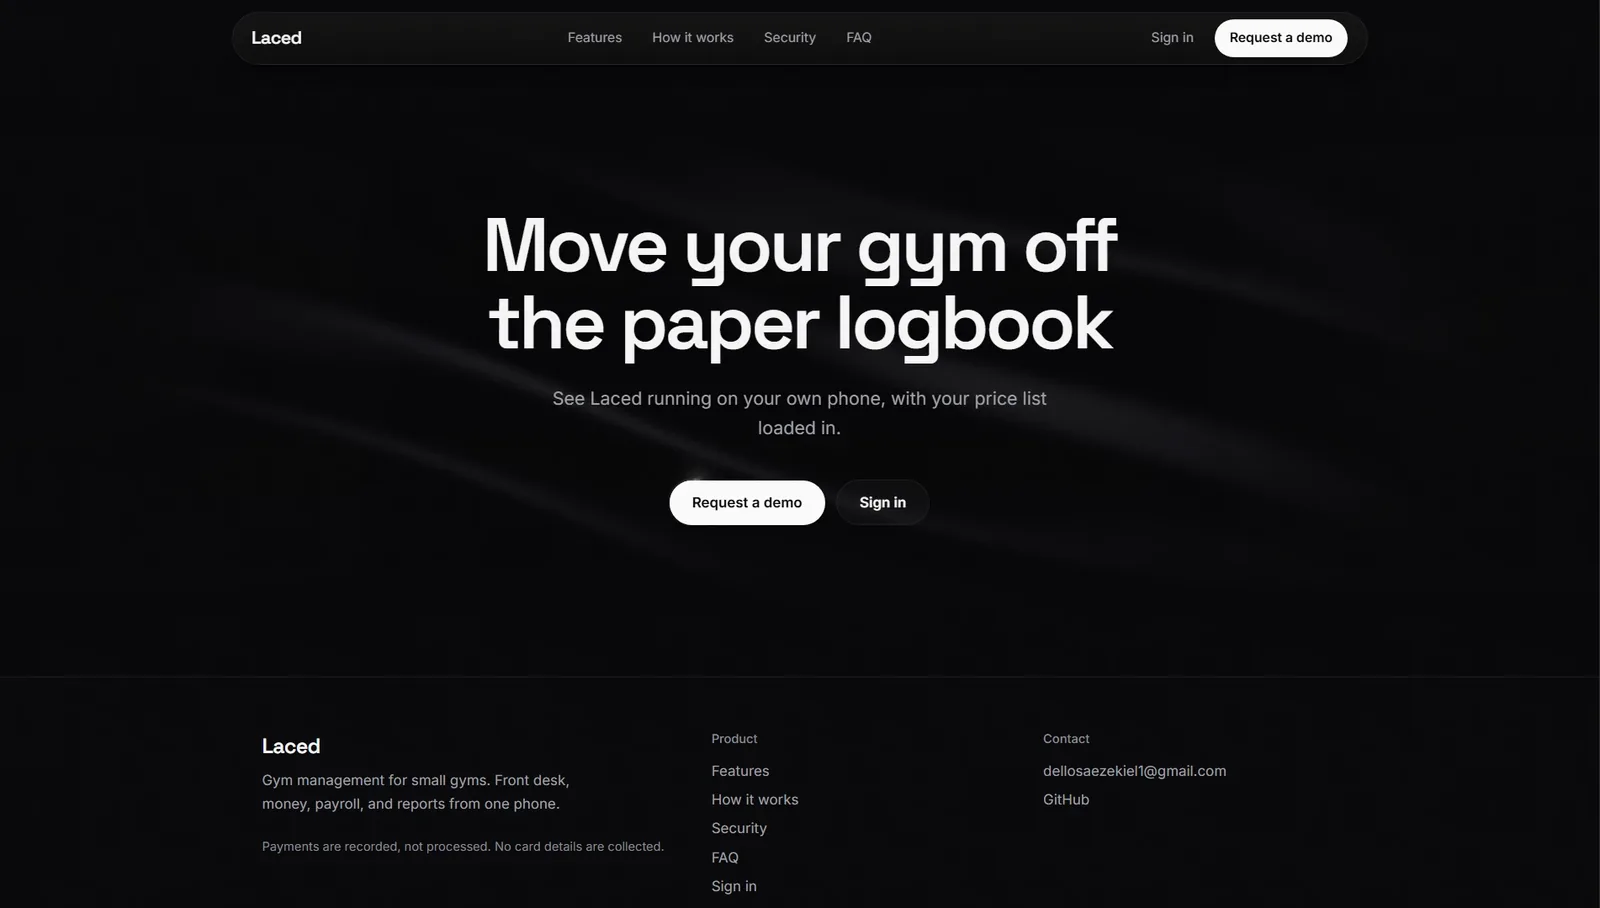 Laced
Features
How it works
Security
FAQ
Sign in
Request a demo
Move your gym off
the paper logbook
See Laced running on your own phone, with your price list
loaded in.
Request a demo
Sign in
Laced
Gym management for small gyms. Front desk,
money, payroll, and reports from one phone.
Payments are recorded, not processed. No card details are collected.
Product
Features
How it works
Security
FAQ
Sign in
Contact
dellosaezekiel1@gmail.com
GitHub